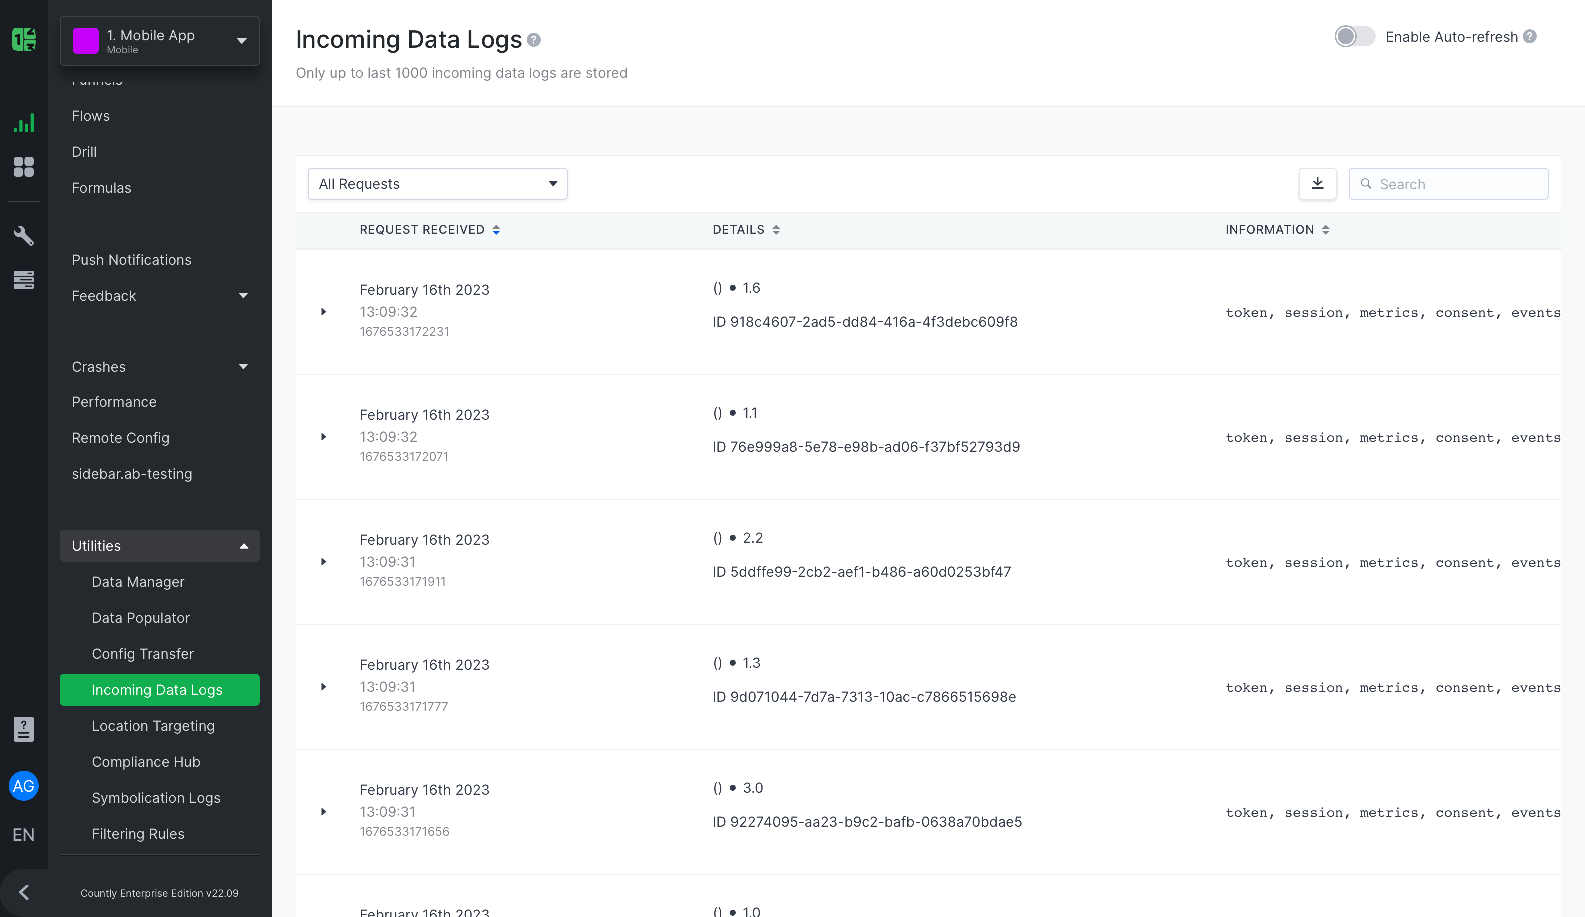 1. Mobile App
Mobile
Funnels
Flows
Drill
Formulas
Push Notifications
Feedback
Crashes
Performance
Remote Config
sidebar.ab-testing
Utilities
Data Manager
Data Populator
Config Transfer
Incoming Data Logs
Location Targeting
Compliance Hub
Symbolication Logs
Filtering Rules
AG
EN
Countly Enterprise Edition v22.09
Incoming Data Logs
Only up to last 1000 incoming data logs are stored
Enable Auto-refresh
All Requests
Search
REQUEST RECEIVED DETAILS INFORMATION
February 16th 2023
13:09:32
1676533172231
() • 1.6
ID 918c4607-2ad5-dd84-416a-4f3debc609f8
token, session, metrics, consent, events
February 16th 2023
13:09:32
1676533172071
() • 1.1
ID 76e999a8-5e78-e98b-ad06-f37bf52793d9
token, session, metrics, consent, events
February 16th 2023
13:09:31
1676533171911
() • 2.2
ID 5ddffe99-2cb2-aef1-b486-a60d0253bf47
token, session, metrics, consent, events
February 16th 2023
13:09:31
1676533171777
() • 1.3
ID 9d071044-7d7a-7313-10ac-c7866515698e
token, session, metrics, consent, events
February 16th 2023
13:09:31
1676533171656
() • 3.0
ID 92274095-aa23-b9c2-bafb-0638a70bdae5
token, session, metrics, consent, events
February 16th 2023
() • 1.0